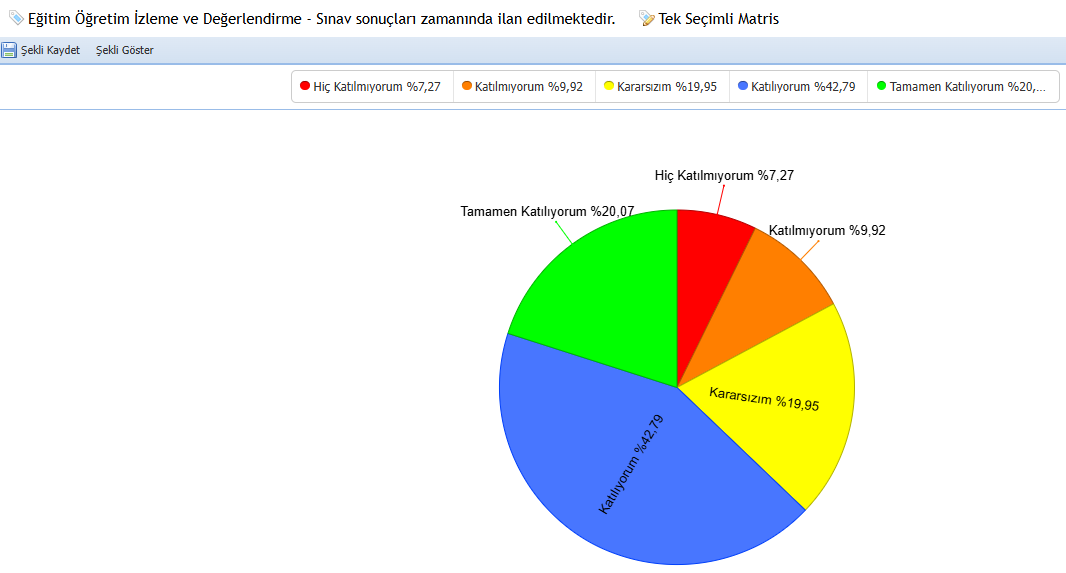 Eğitim Öğretim İzleme ve Değerlendirme - Sınav sonuçları zamanında ilan edilmektedir. Tek Seçimli Matris
Şekli Kaydet Şekli Göster
Hiç Katılmıyorum %7,27 Katılmıyorum %9,92 Kararsızım %19,95 Katılıyorum %42,79 Tamamen Katılıyorum %20,...
Hiç Katılmıyorum %7,27
Tamamen Katılıyorum %20,07
Katılmıyorum %9,92
Kararsızım %19,95
Katılıyorum %42,79